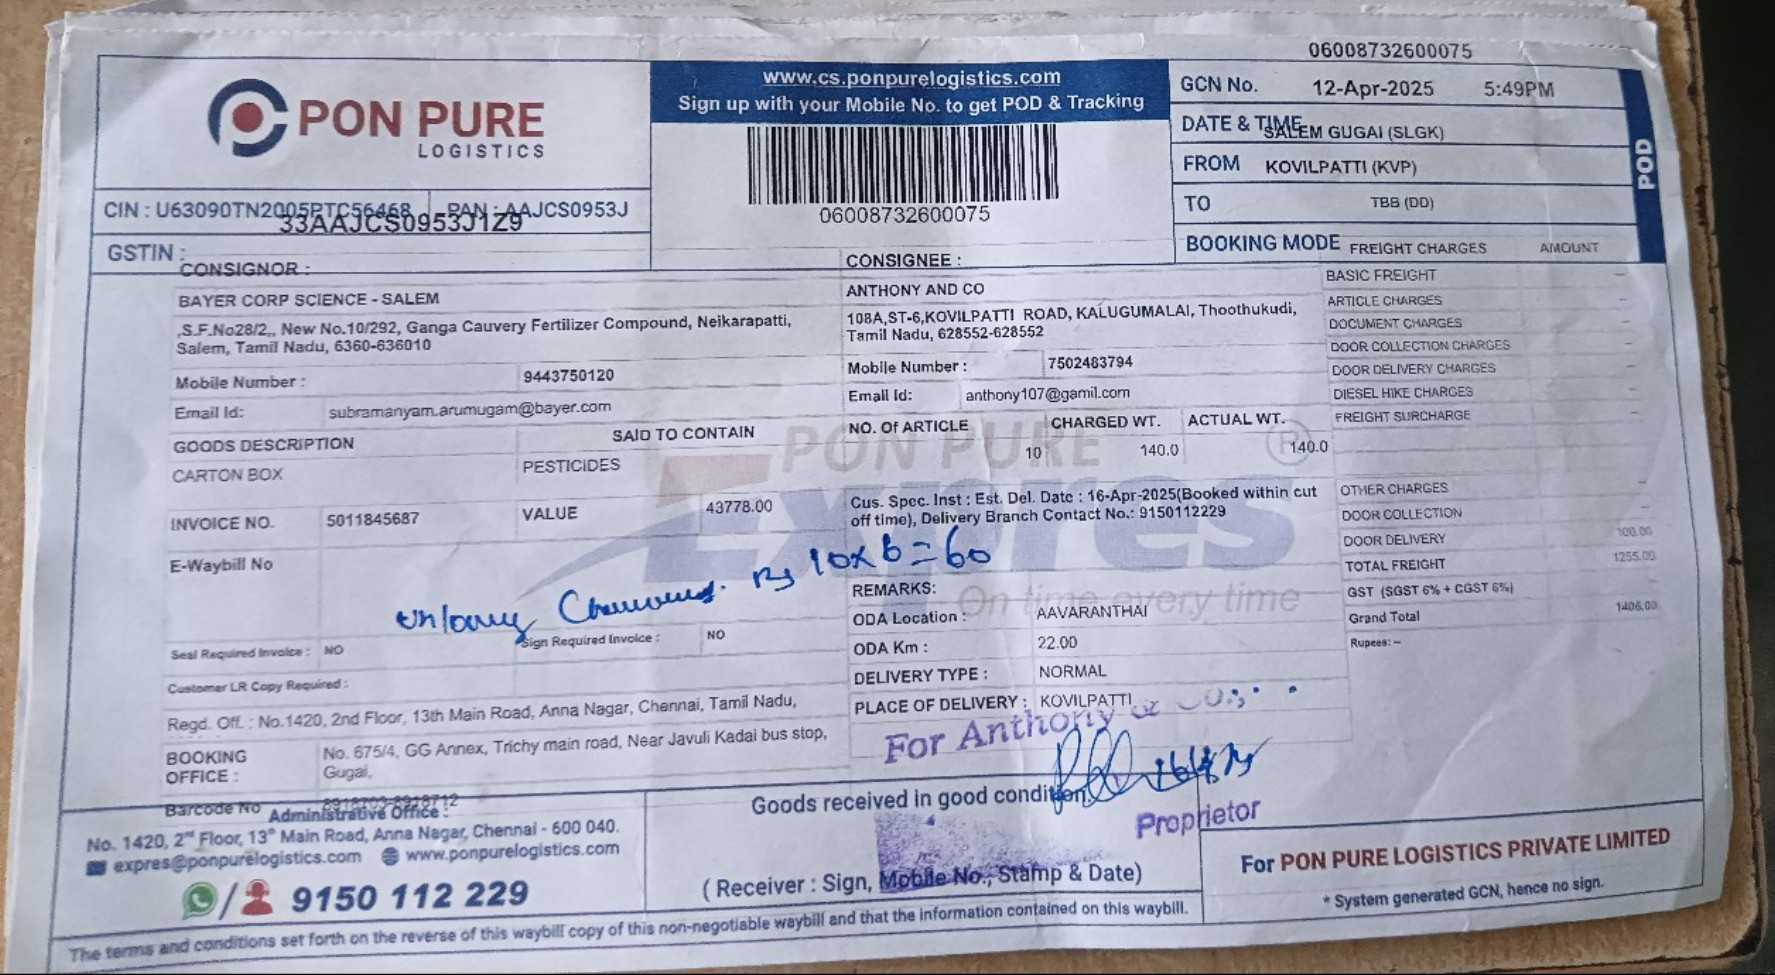 06008732600075
PON PURE
LOGISTICS
www.cs.ponpurelogistics.com
Sign up with your Mobile No. to get POD & Tracking
06008732600075
GCN No. 12-Apr-2025 5:49PM
DATE & TIME SALEM GUGAI (SLGK)
FROM KOVILPATTI (KVP)
TO TBB (DD)
BOOKING MODE
POD
CIN : U63090TN2005PTC56468 PAN : AAJCS0953J
33AAJCS0953J1Z9
GSTIN :
CONSIGNOR :
BAYER CORP SCIENCE - SALEM
,S.F.No28/2,, New No.10/292, Ganga Cauvery Fertilizer Compound, Neikarapatti,
Salem, Tamil Nadu, 6360-636010
Mobile Number : 9443750120
Email Id: subramanyam.arumugam@bayer.com
GOODS DESCRIPTION SAID TO CONTAIN
CARTON BOX PESTICIDES
INVOICE NO. 5011845687 VALUE 43778.00
E-Waybill No
Rs 10x6=60
Seal Required Invoice : NO Sign Required Invoice : NO
Customer LR Copy Required :
Regd. Off. : No.1420, 2nd Floor, 13th Main Road, Anna Nagar, Chennai, Tamil Nadu,
BOOKING OFFICE : No. 675/4, GG Annex, Trichy main road, Near Javuli Kadai bus stop,
Gugai,
Barcode No 8918703-8918712
CONSIGNEE :
ANTHONY AND CO
108A,ST-6,KOVILPATTI ROAD, KALUGUMALAI, Thoothukudi,
Tamil Nadu, 628552-628552
Mobile Number : 7502483794
Email Id: anthony107@gamil.com
NO. Of ARTICLE CHARGED WT. ACTUAL WT.
10 140.0 140.0
PON PURE
Expres
On time every time
Cus. Spec. Inst : Est. Del. Date : 16-Apr-2025(Booked within cut
off time), Delivery Branch Contact No.: 9150112229
REMARKS:
ODA Location : AAVARANTHAI
ODA Km : 22.00
DELIVERY TYPE : NORMAL
PLACE OF DELIVERY : KOVILPATTI
FREIGHT CHARGES AMOUNT
BASIC FREIGHT –
ARTICLE CHARGES –
DOCUMENT CHARGES –
DOOR COLLECTION CHARGES –
DOOR DELIVERY CHARGES –
DIESEL HIKE CHARGES –
FREIGHT SURCHARGE –
OTHER CHARGES –
DOOR COLLECTION –
DOOR DELIVERY 100.00
TOTAL FREIGHT 1255.00
GST (SGST 6% + CGST 6%)
Grand Total 1406.00
Rupees: –
For Anthony &
Goods received in good condition.
Proprietor
( Receiver : Sign, Mobile No., Stamp & Date)
Administrative Office :
No. 1420, 2nd Floor, 13th Main Road, Anna Nagar, Chennai - 600 040.
expres@ponpurelogistics.com www.ponpurelogistics.com
9150 112 229
For PON PURE LOGISTICS PRIVATE LIMITED
* System generated GCN, hence no sign.
The terms and conditions set forth on the reverse of this waybill copy of this non-negotiable waybill and that the information contained on this waybill.